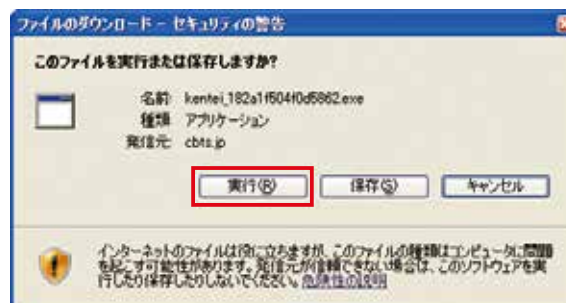 ファイルのダウンロード - セキュリティの警告
このファイルを実行または保存しますか?
名前: kentei_182a1f504f0d5862.exe
種類: アプリケーション
発信元: cbts.jp
実行(R) 保存(S) キャンセル
インターネットのファイルは役に立ちますが、このファイルの種類はコンピュータに問題
を起こす可能性があります。発信元が信頼できない場合は、このソフトウェアを実
行したり保存したりしないでください。危険性の説明